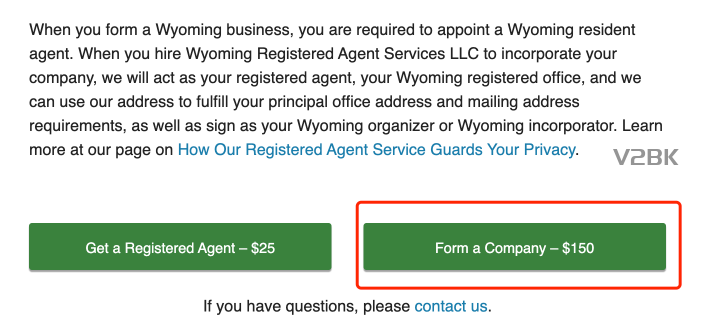 When you form a Wyoming business, you are required to appoint a Wyoming resident
agent. When you hire Wyoming Registered Agent Services LLC to incorporate your
company, we will act as your registered agent, your Wyoming registered office, and we
can use our address to fulfill your principal office address and mailing address
requirements, as well as sign as your Wyoming organizer or Wyoming incorporator. Learn
more at our page on How Our Registered Agent Service Guards Your Privacy.
V2BK
Get a Registered Agent – $25
Form a Company – $150
If you have questions, please contact us.